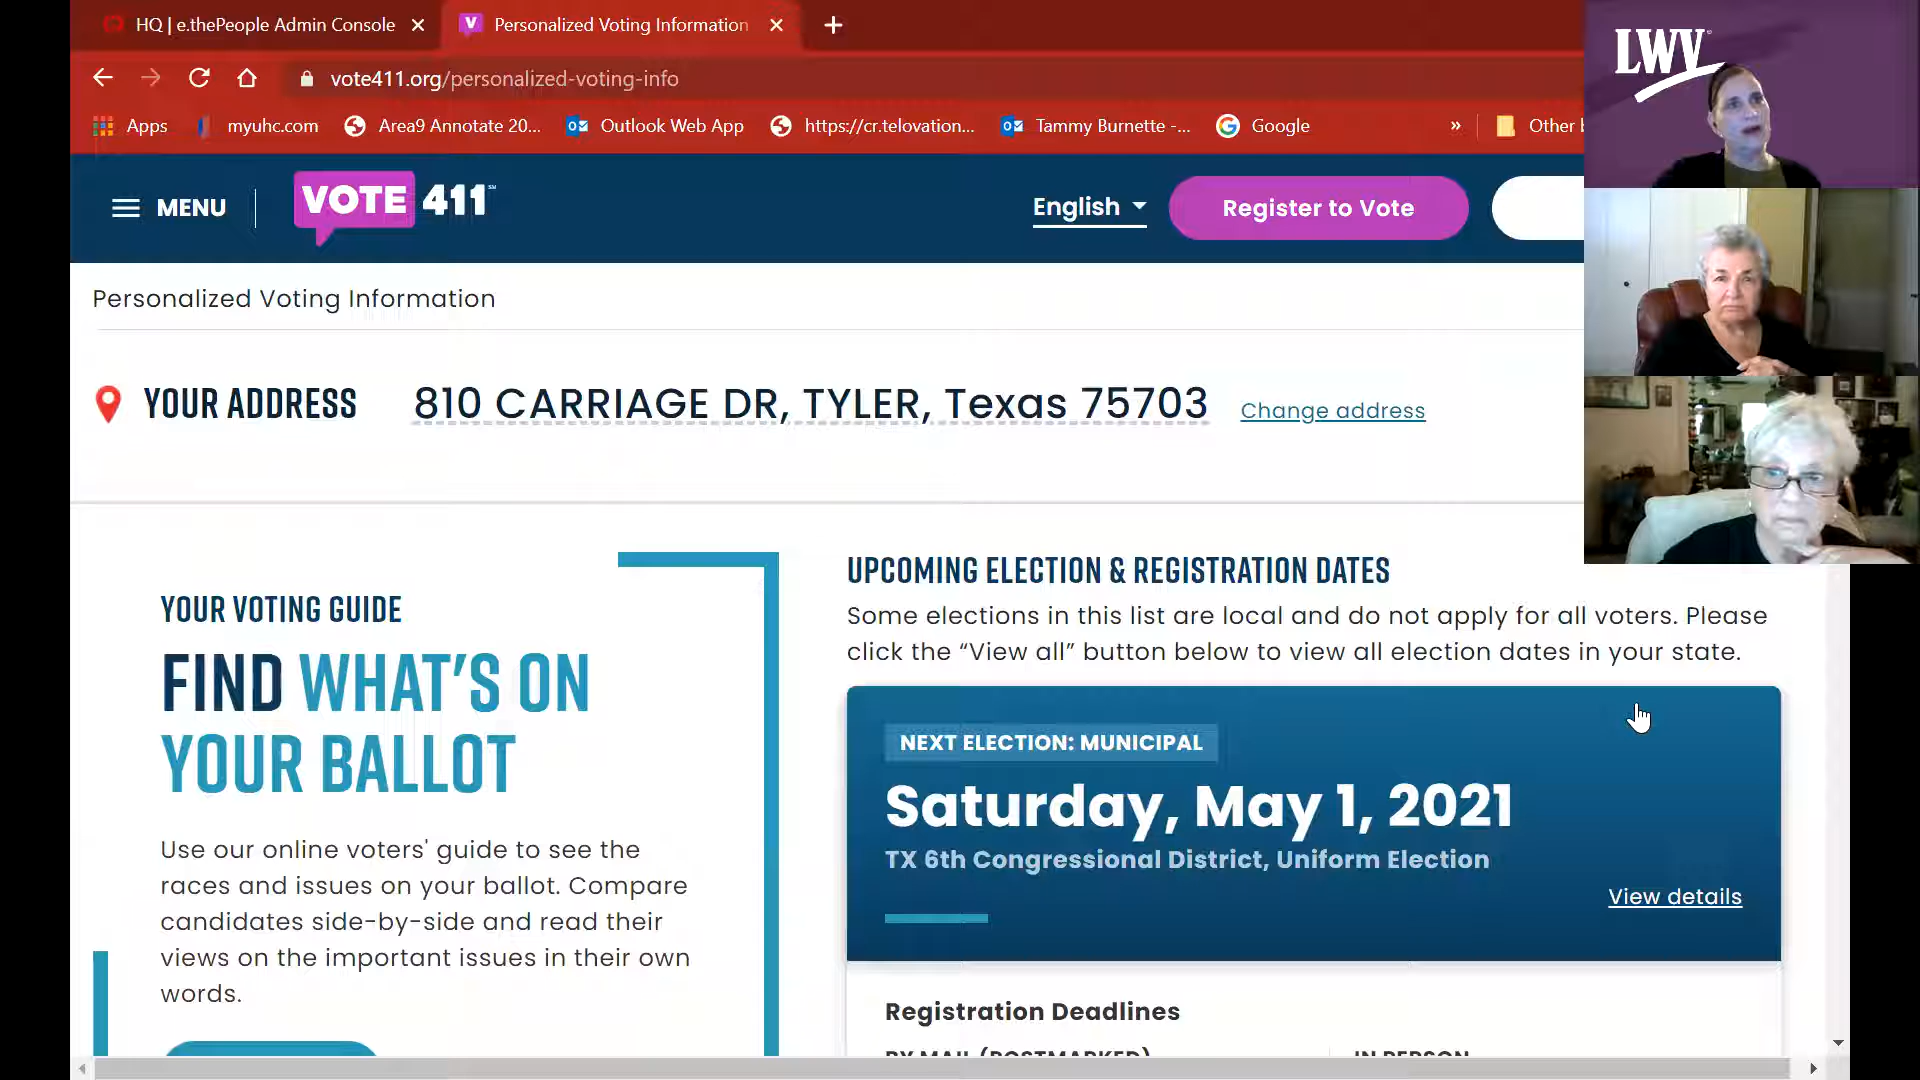 HQ | e.thePeople Admin Console
Personalized Voting Information
vote411.org/personalized-voting-info
Apps
myuhc.com
Area9 Annotate 20...
Outlook Web App
https://cr.telovation...
Tammy Burnette -...
Google
»
Other
LWV
MENU
VOTE 411
English
Register to Vote
Personalized Voting Information
YOUR ADDRESS
810 CARRIAGE DR, TYLER, Texas 75703
Change address
YOUR VOTING GUIDE
FIND WHAT'S ON
YOUR BALLOT
Use our online voters' guide to see the
races and issues on your ballot. Compare
candidates side-by-side and read their
views on the important issues in their own
words.
UPCOMING ELECTION & REGISTRATION DATES
Some elections in this list are local and do not apply for all voters. Please
click the “View all” button below to view all election dates in your state.
NEXT ELECTION: MUNICIPAL
Saturday, May 1, 2021
TX 6th Congressional District, Uniform Election
View details
Registration Deadlines
BY MAIL (POSTMARKED)
IN PERSON